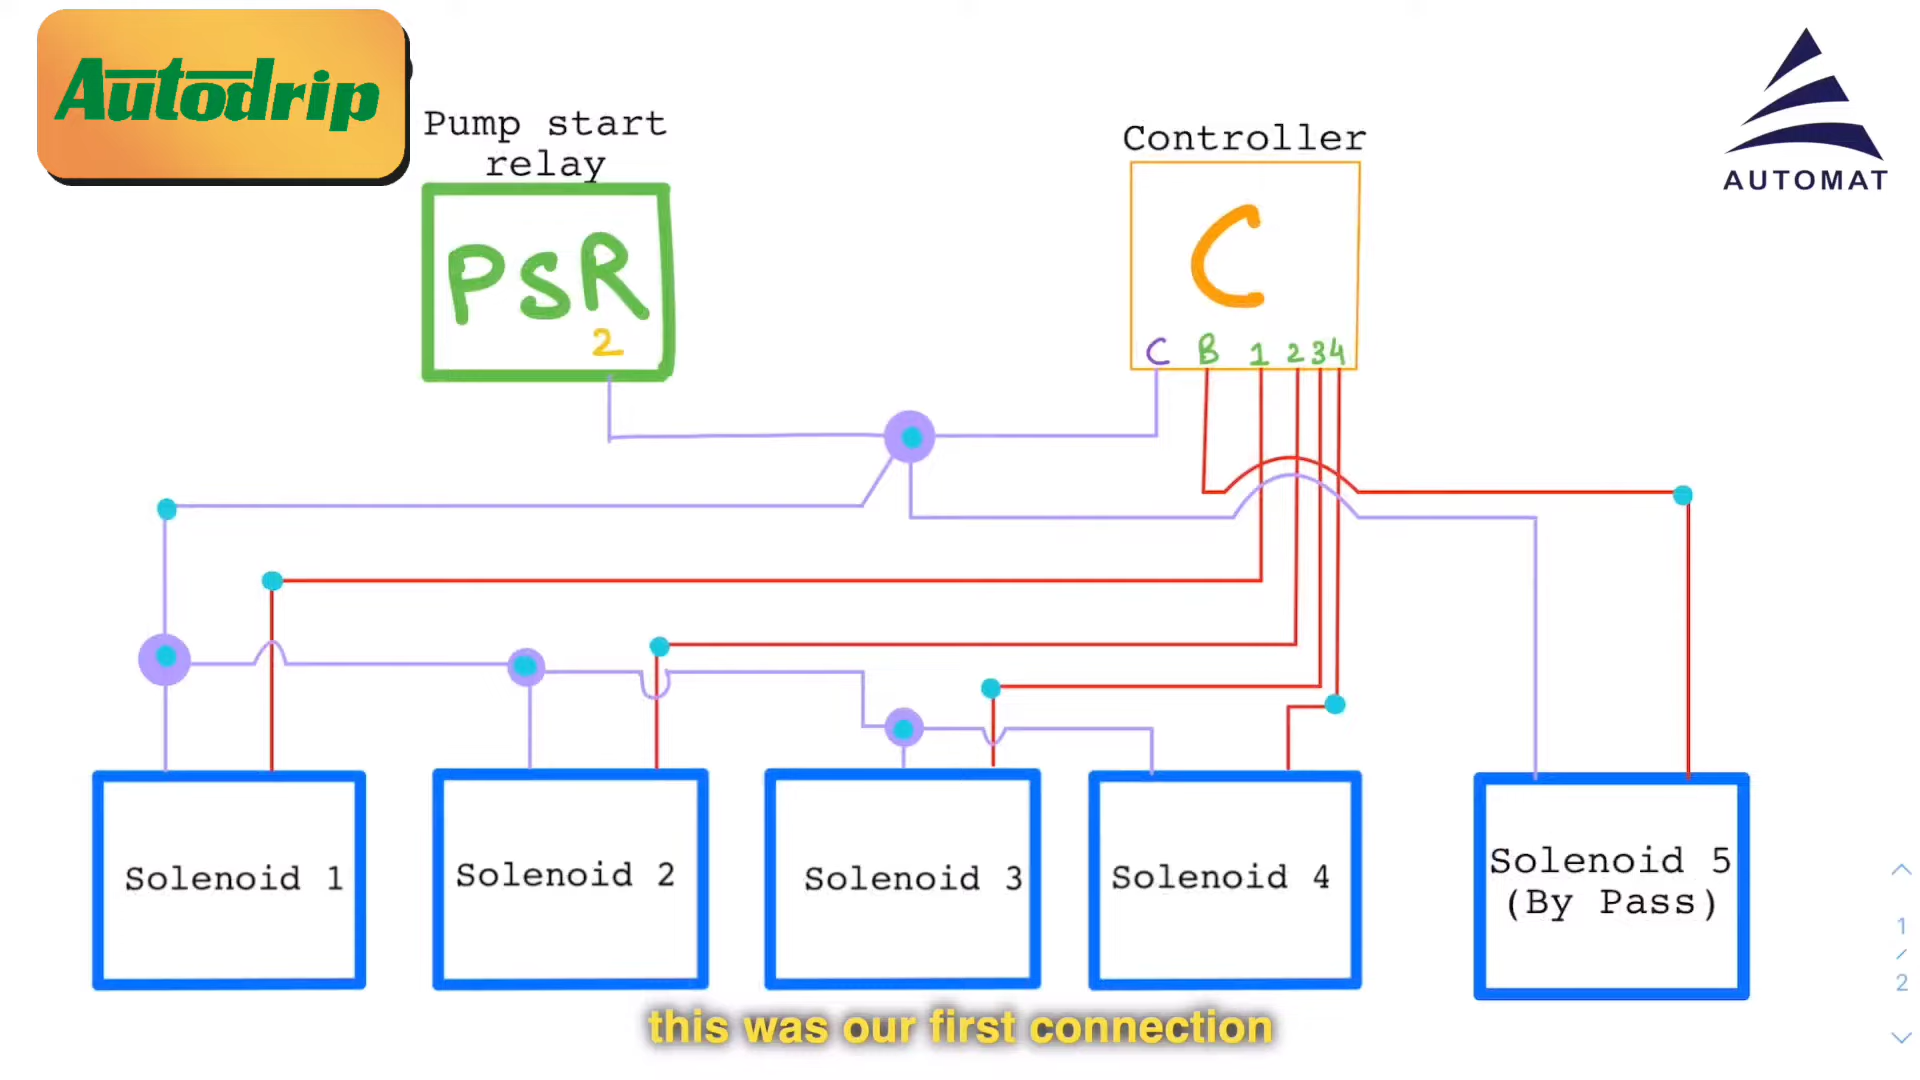 Autodrip
Pump start
relay
PSR
2
Controller
C
C B 1 2 3 4
AUTOMAT
Solenoid 1
Solenoid 2
Solenoid 3
Solenoid 4
Solenoid 5
(By Pass)
1
/
2
this was our first connection